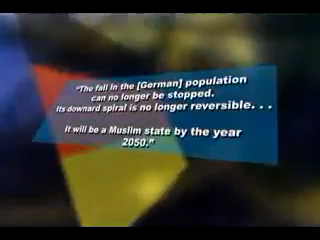 "The fall in the [German] population
can no longer be stopped.
Its downard spiral is no longer reversible. . .
It will be a Muslim state by the year
2050."